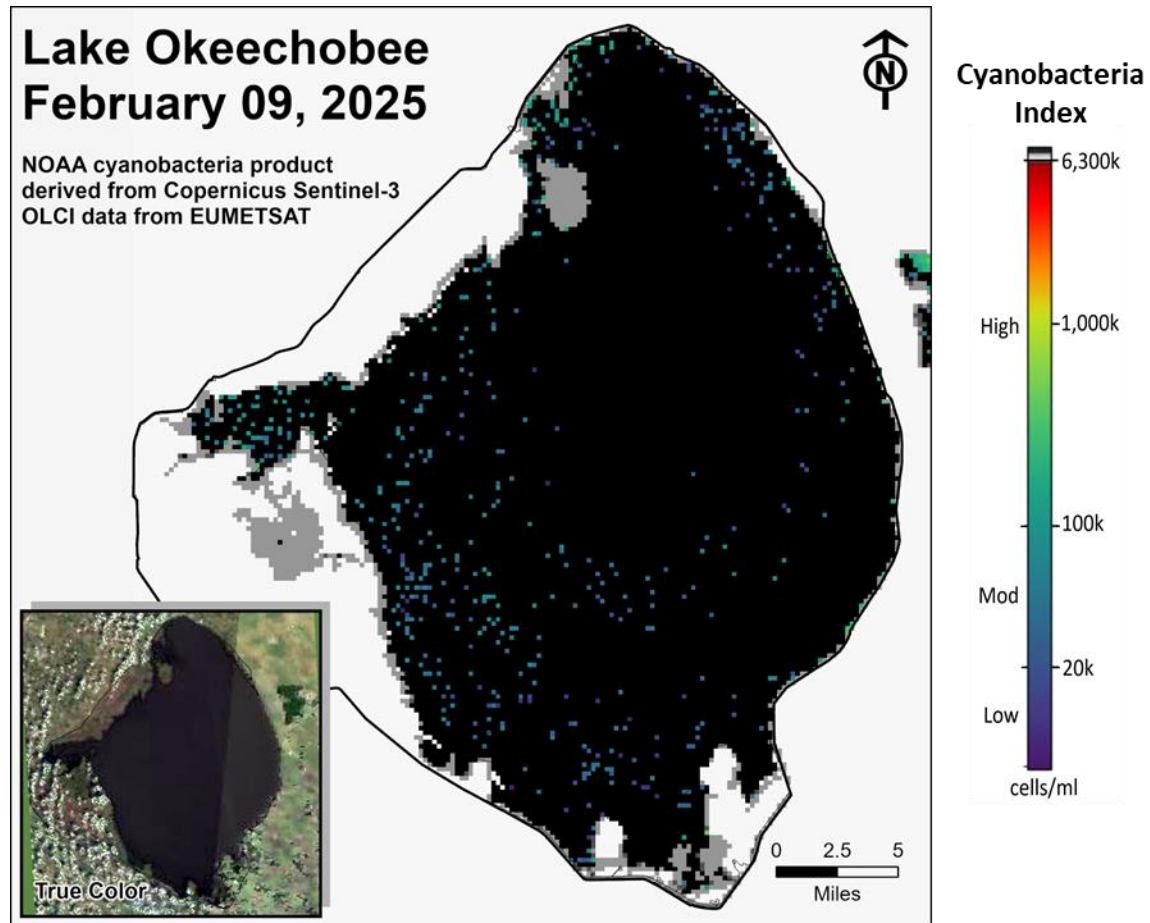 Lake Okeechobee
February 09, 2025
NOAA cyanobacteria product
derived from Copernicus Sentinel-3
OLCI data from EUMETSAT
N
True Color
0 2.5 5
Miles
Cyanobacteria
Index
6,300k
High
1,000k
100k
Mod
20k
Low
cells/ml